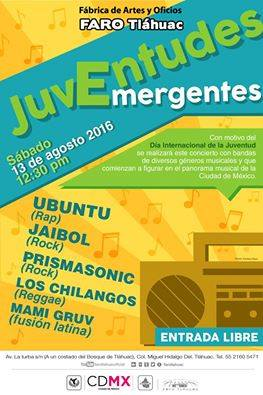 Fábrica de Artes y Oficios
FARO Tláhuac
JuvEntudes
mergentes
Sábado
13 de agosto 2016
12:30 pm
Con motivo del
Día Internacional de la Juventud
se realizará este concierto con bandas
de diversos géneros musicales y que
comienzan a figurar en el panorama musical de la
Ciudad de México.
UBUNTU
(Rap)
JAIBOL
(Rock)
PRISMASONIC
(Rock)
LOS CHILANGOS
(Reggae)
MAMI GRUV
(fusión latina)
ENTRADA LIBRE
Av. La turba s/n (A un costado del Bosque de Tláhuac), Col. Miguel Hidalgo Del. Tláhuac. Tel. 55 2160 5471
CDMX
CIUDAD DE MÉXICO